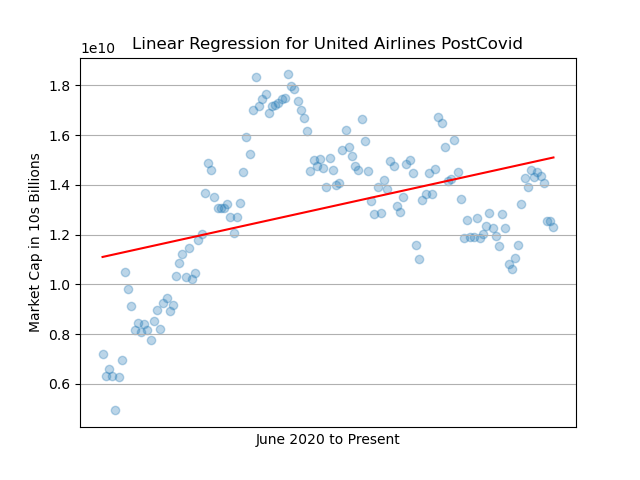 Linear Regression for United Airlines PostCovid
1e10
1.8
1.6
1.4
1.2
1.0
0.8
0.6
Market Cap in 10s Billions
June 2020 to Present